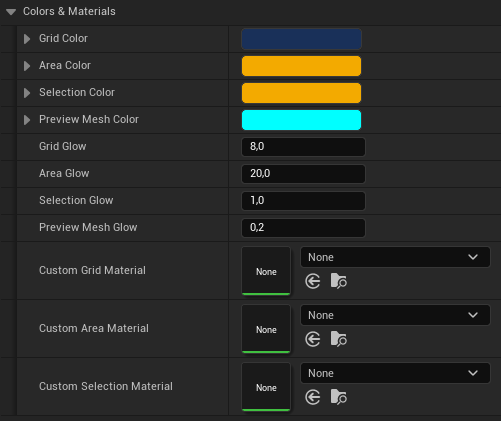 Colors & Materials
Grid Color
Area Color
Selection Color
Preview Mesh Color
Grid Glow 8,0
Area Glow 20,0
Selection Glow 1,0
Preview Mesh Glow 0,2
None
Custom Grid Material None
None
Custom Area Material None
None
Custom Selection Material None